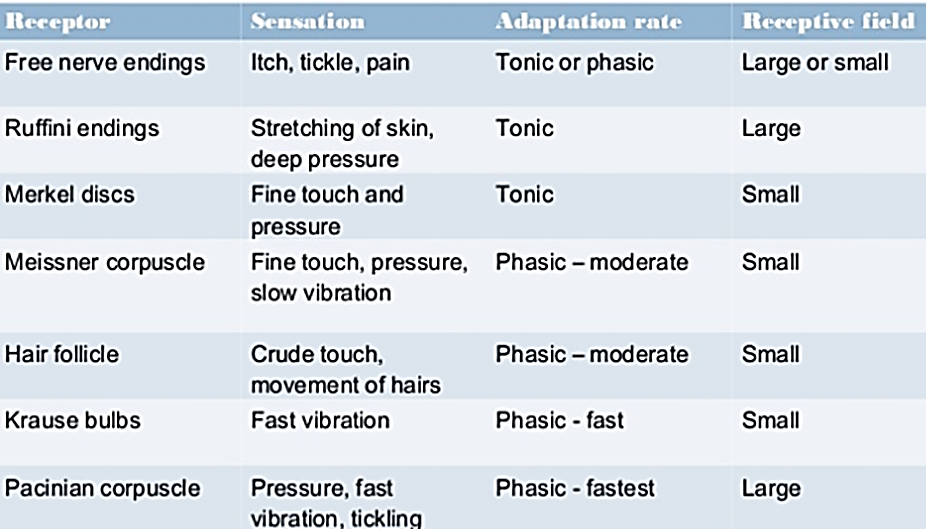 Receptor Sensation Adaptation rate Receptive field
Free nerve endings Itch, tickle, pain Tonic or phasic Large or small
Ruffini endings Stretching of skin, Tonic Large
deep pressure
Merkel discs Fine touch and Tonic Small
pressure
Meissner corpuscle Fine touch, pressure, Phasic – moderate Small
slow vibration
Hair follicle Crude touch, Phasic – moderate Small
movement of hairs
Krause bulbs Fast vibration Phasic - fast Small
Pacinian corpuscle Pressure, fast Phasic - fastest Large
vibration, tickling